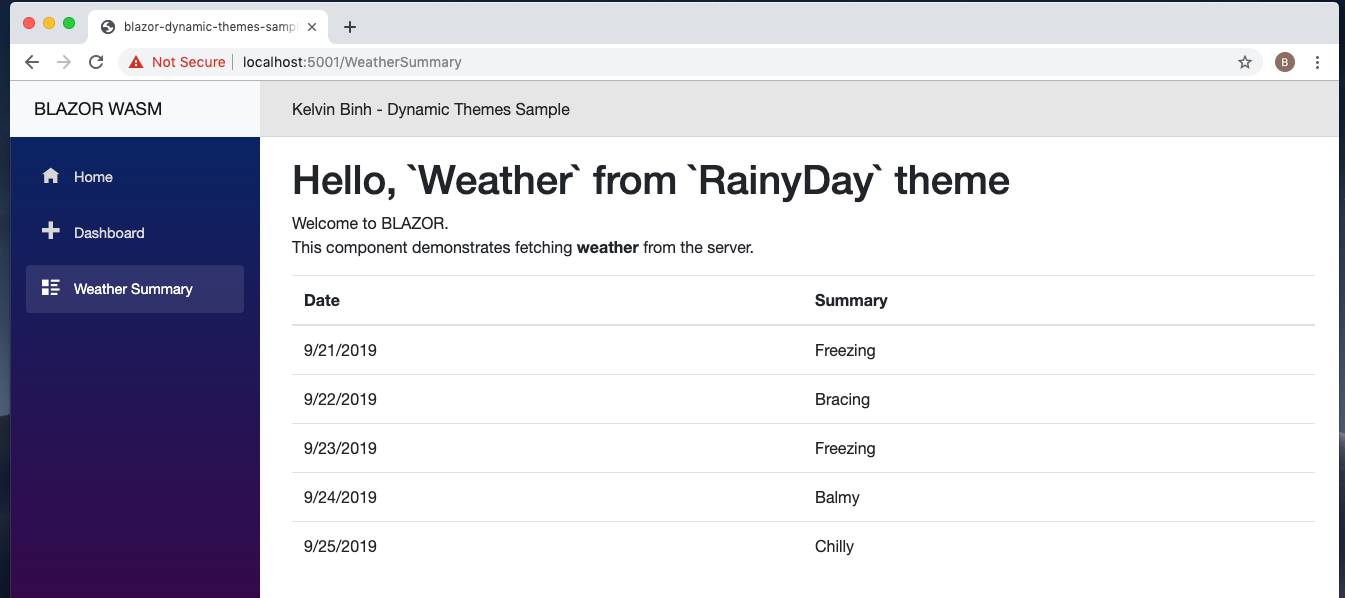 blazor-dynamic-themes-samp
Not Secure
localhost:5001/WeatherSummary
B
BLAZOR WASM
Kelvin Binh - Dynamic Themes Sample
Home
Dashboard
Weather Summary
Hello, `Weather` from `RainyDay` theme
Welcome to BLAZOR.
This component demonstrates fetching weather from the server.
Date Summary
9/21/2019 Freezing
9/22/2019 Bracing
9/23/2019 Freezing
9/24/2019 Balmy
9/25/2019 Chilly